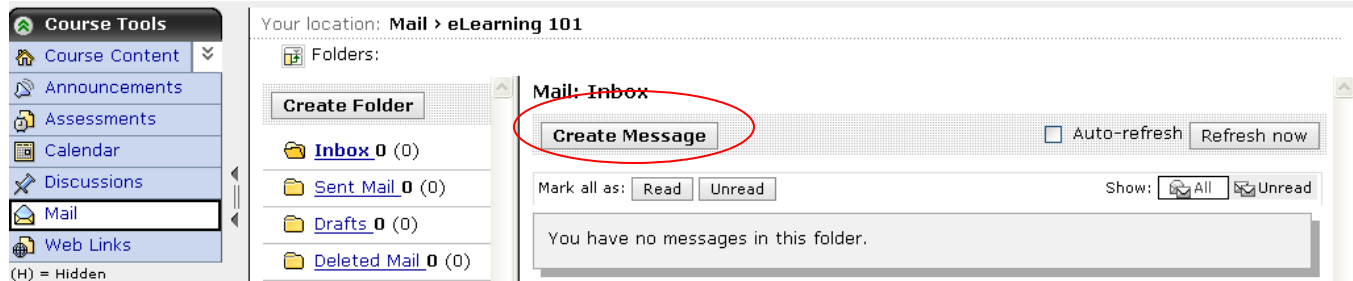 Course Tools
Course Content
Announcements
Assessments
Calendar
Discussions
Mail
Web Links
(H) = Hidden
Your location: Mail › eLearning 101
Folders:
Create Folder
Inbox 0 (0)
Sent Mail 0 (0)
Drafts 0 (0)
Deleted Mail 0 (0)
Mail: Inbox
Create Message
Auto-refresh Refresh now
Mark all as: Read Unread
Show: All Unread
You have no messages in this folder.